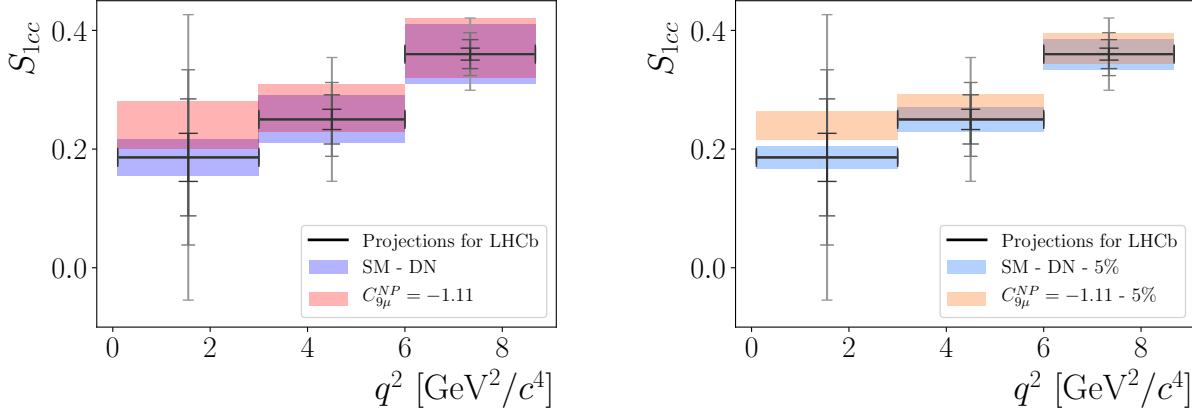 S_{1cc}
0.4
0.2
0.0
Projections for LHCb
SM - DN
C_{9μ}^{NP} = −1.11
0 2 4 6 8
q^2 [GeV^2/c^4]
S_{1cc}
0.4
0.2
0.0
Projections for LHCb
SM - DN - 5%
C_{9μ}^{NP} = −1.11 - 5%
0 2 4 6 8
q^2 [GeV^2/c^4]